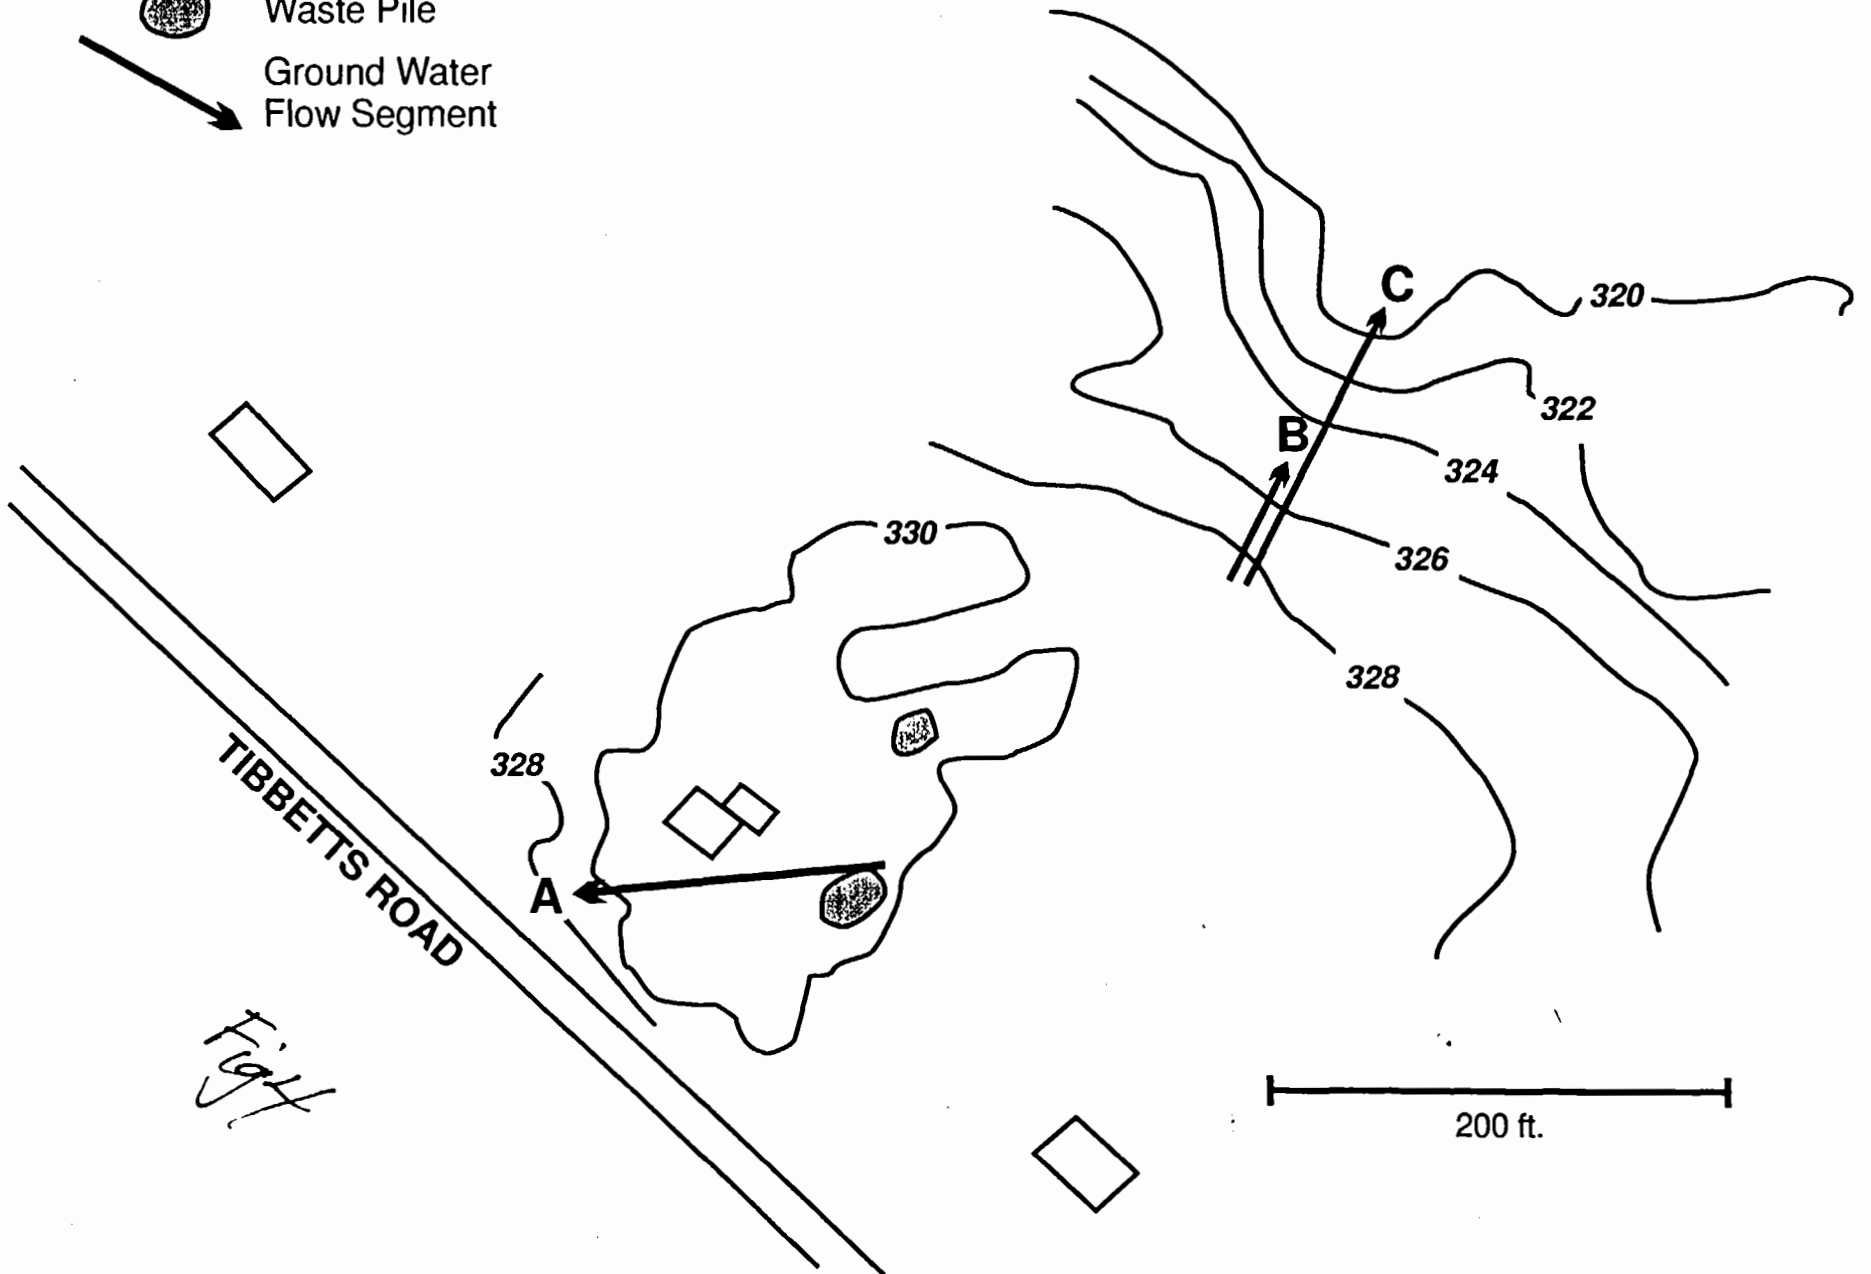 Waste Pile
Ground Water
Flow Segment
C
320
322
B
324
330
326
328
328
TIBBETTS ROAD
A
200 ft.